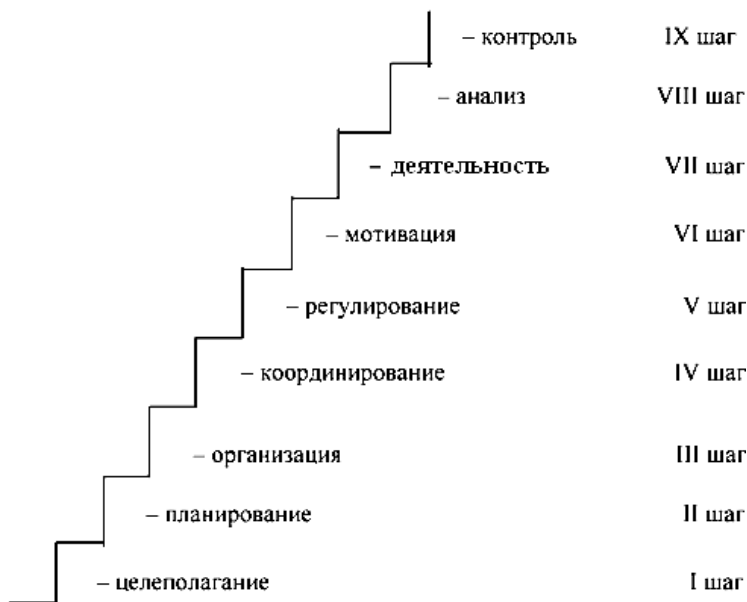 – контроль IX шаг
– анализ VIII шаг
– деятельность VII шаг
– мотивация VI шаг
– регулирование V шаг
– координирование IV шаг
– организация III шаг
– планирование II шаг
– целеполагание I шаг